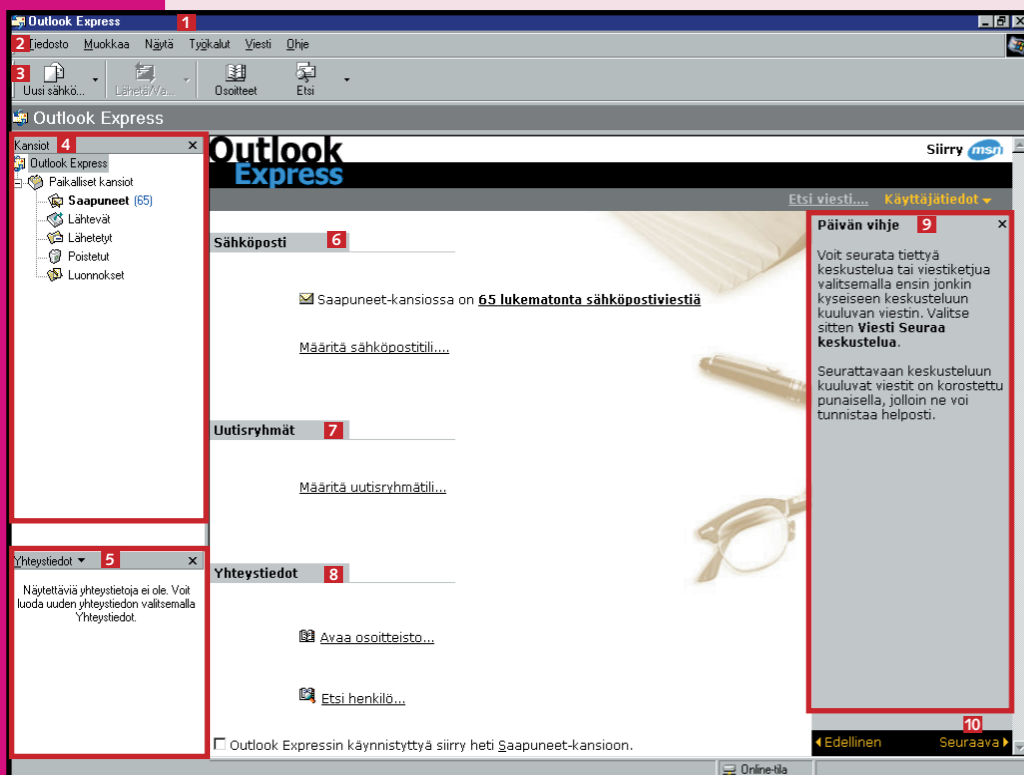 Outlook Express 1
2 Tiedosto Muokkaa Näytä Työkalut Viesti Ohje
3
Uusi sähkö... Lähetä/Va... Osoitteet Etsi
Outlook Express
Kansiot 4
Outlook Express
Paikalliset kansiot
Saapuneet (65)
Lähtevät
Lähetetyt
Poistetut
Luonnokset
Yhteystiedot 5
Näytettäviä yhteystietoja ei ole. Voit
luoda uuden yhteystiedon valitsemalla
Yhteystiedot.
Outlook
Express
Siirry msn
Etsi viesti.... Käyttäjätiedot
Sähköposti 6
Saapuneet-kansiossa on 65 lukematonta sähköpostiviestiä
Määritä sähköpostitili....
Uutisryhmät 7
Määritä uutisryhmätili...
Yhteystiedot 8
Avaa osoitteisto...
Etsi henkilö...
Outlook Expressin käynnistyttyä siirry heti Saapuneet-kansioon.
Päivän vihje 9
Voit seurata tiettyä
keskustelua tai viestiketjua
valitsemalla ensin jonkin
kyseiseen keskusteluun
kuuluvan viestin. Valitse
sitten Viesti Seuraa
keskustelua.
Seurattavaan keskusteluun
kuuluvat viestit on korostettu
punaisella, jolloin ne voi
tunnistaa helposti.
10
Edellinen Seuraava
Online-tila